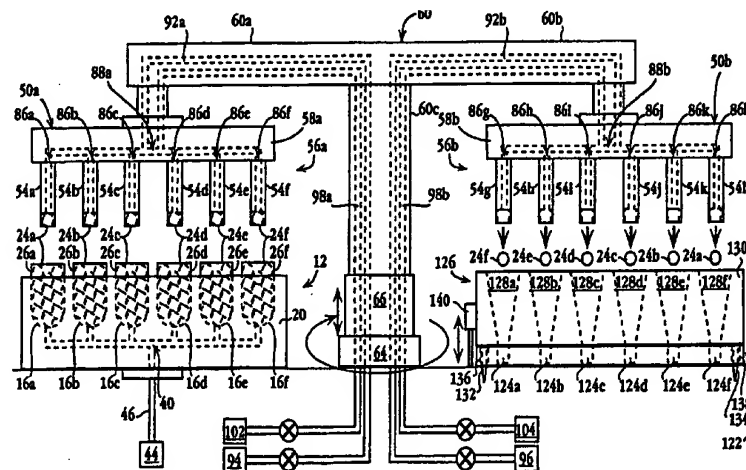 92a 60a 60 92b 60b
50a 88a 88b 50b
86a 86b 86c 86d 86e 86f 58a 60c 58b 86g 86h 86i 86j 86k
56a 56b
54a 54b 54c 54d 54e 54f 98a 98b 54g 54h 54i 54j 54k
24a 24b 24c 24d 24e 24f 24f 24e 24d 24c 24b 24a
26a 26b 26c 26d 26e 26f 12 126 130
128a 128b 128c 128d 128e 128f
20 66 140
64
16a 16b 16c 16d 16e 16f 136 132 124a 124b 124c 124d 124e 124f
46 40 122
44 102 104
94 96